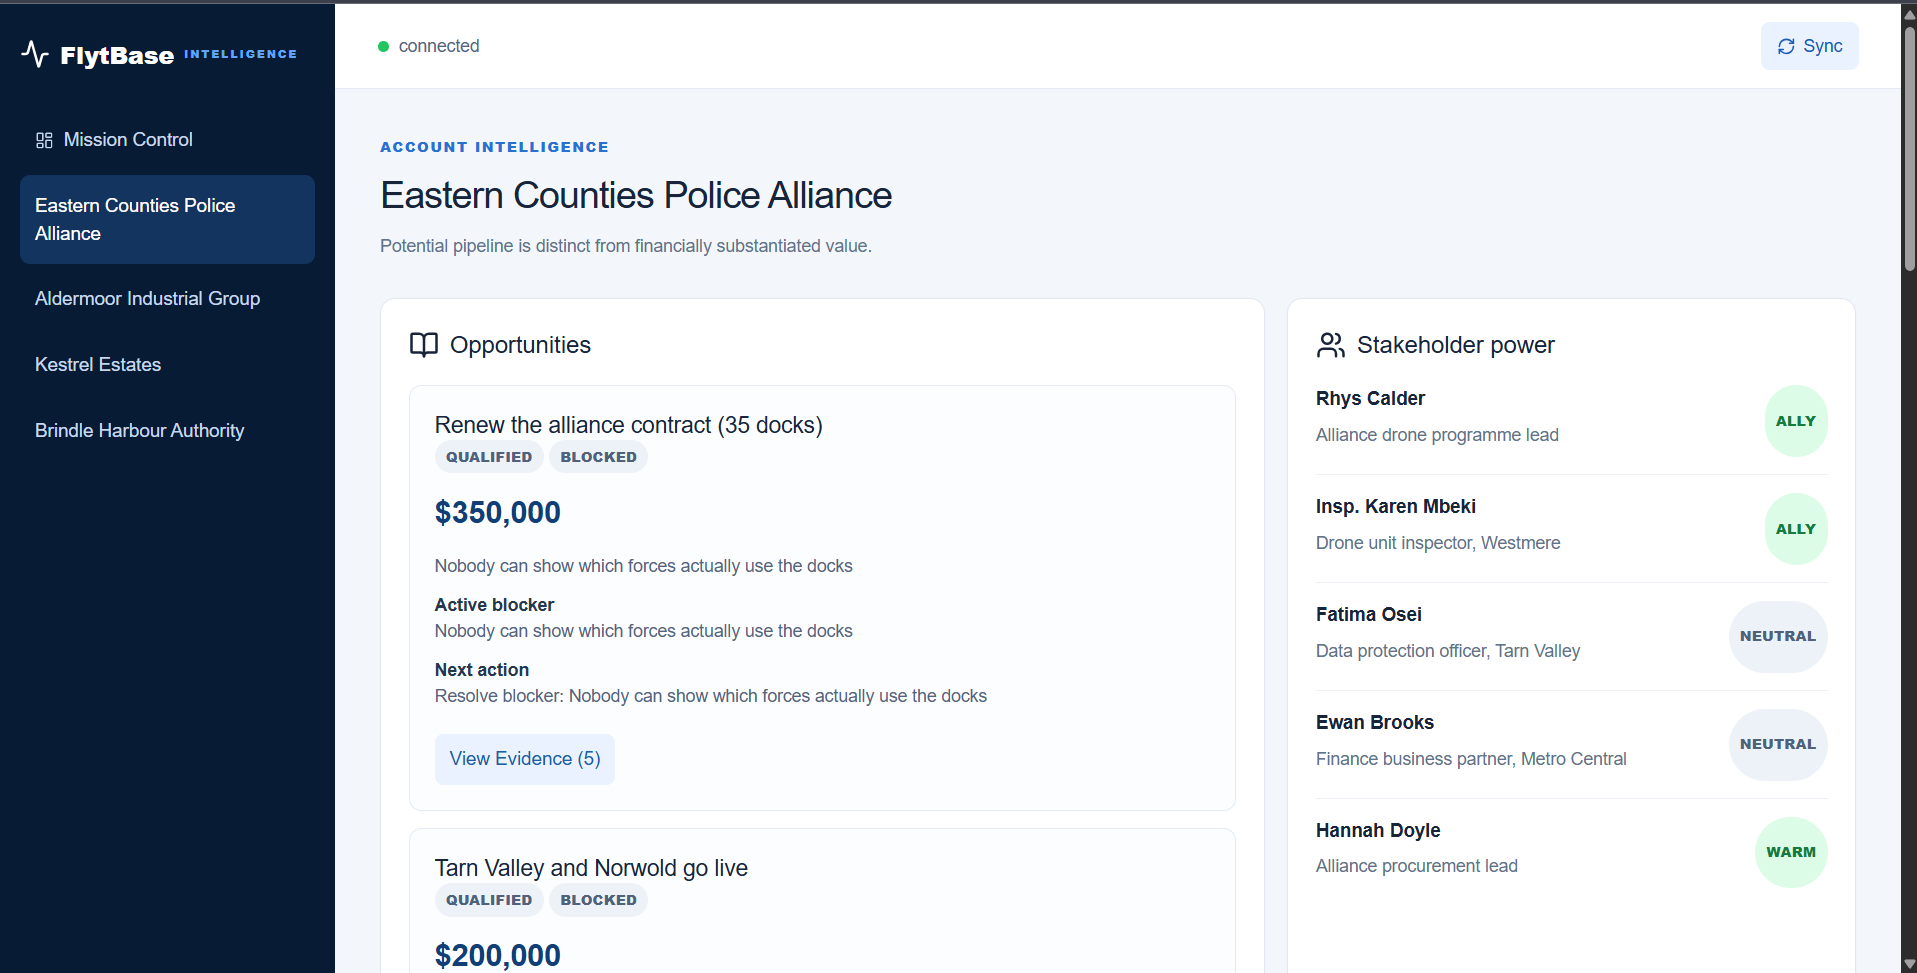 FlytBase INTELLIGENCE
Mission Control
Eastern Counties Police
Alliance
Aldermoor Industrial Group
Kestrel Estates
Brindle Harbour Authority
connected
Sync
ACCOUNT INTELLIGENCE
Eastern Counties Police Alliance
Potential pipeline is distinct from financially substantiated value.
Opportunities
Renew the alliance contract (35 docks)
QUALIFIED BLOCKED
$350,000
Nobody can show which forces actually use the docks
Active blocker
Nobody can show which forces actually use the docks
Next action
Resolve blocker: Nobody can show which forces actually use the docks
View Evidence (5)
Tarn Valley and Norwold go live
QUALIFIED BLOCKED
$200,000
Stakeholder power
Rhys Calder
Alliance drone programme lead
ALLY
Insp. Karen Mbeki
Drone unit inspector, Westmere
ALLY
Fatima Osei
Data protection officer, Tarn Valley
NEUTRAL
Ewan Brooks
Finance business partner, Metro Central
NEUTRAL
Hannah Doyle
Alliance procurement lead
WARM